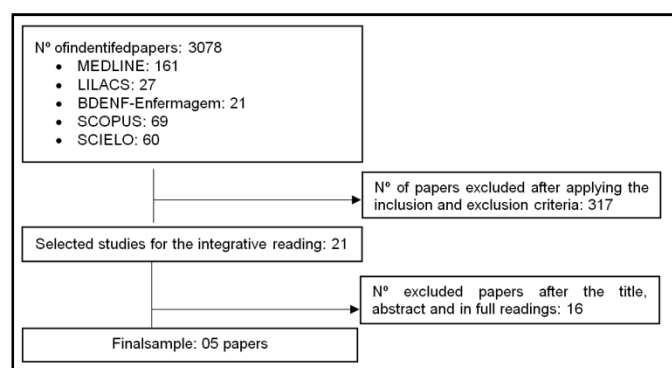 Nº ofindentifedpapers: 3078
• MEDLINE: 161
• LILACS: 27
• BDENF-Enfermagem: 21
• SCOPUS: 69
• SCIELO: 60
Nº of papers excluded after applying the
inclusion and exclusion criteria: 317
Selected studies for the integrative reading: 21
Nº excluded papers after the title,
abstract and in full readings: 16
Finalsample: 05 papers